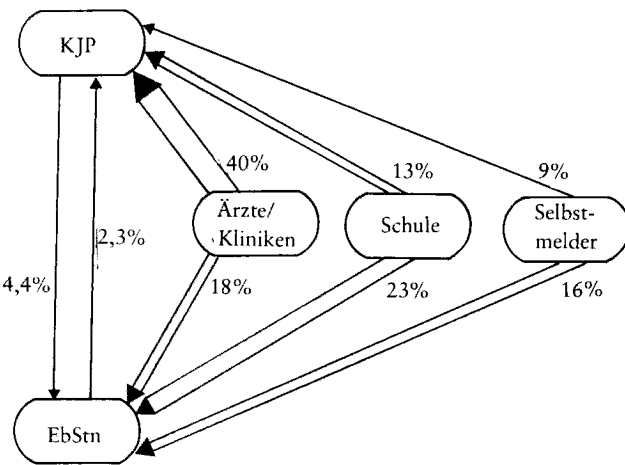 KJP
40%
13%
9%
Ärzte/
Kliniken
Schule
Selbst-
melder
2,3%
4,4%
18%
23%
16%
EbStn